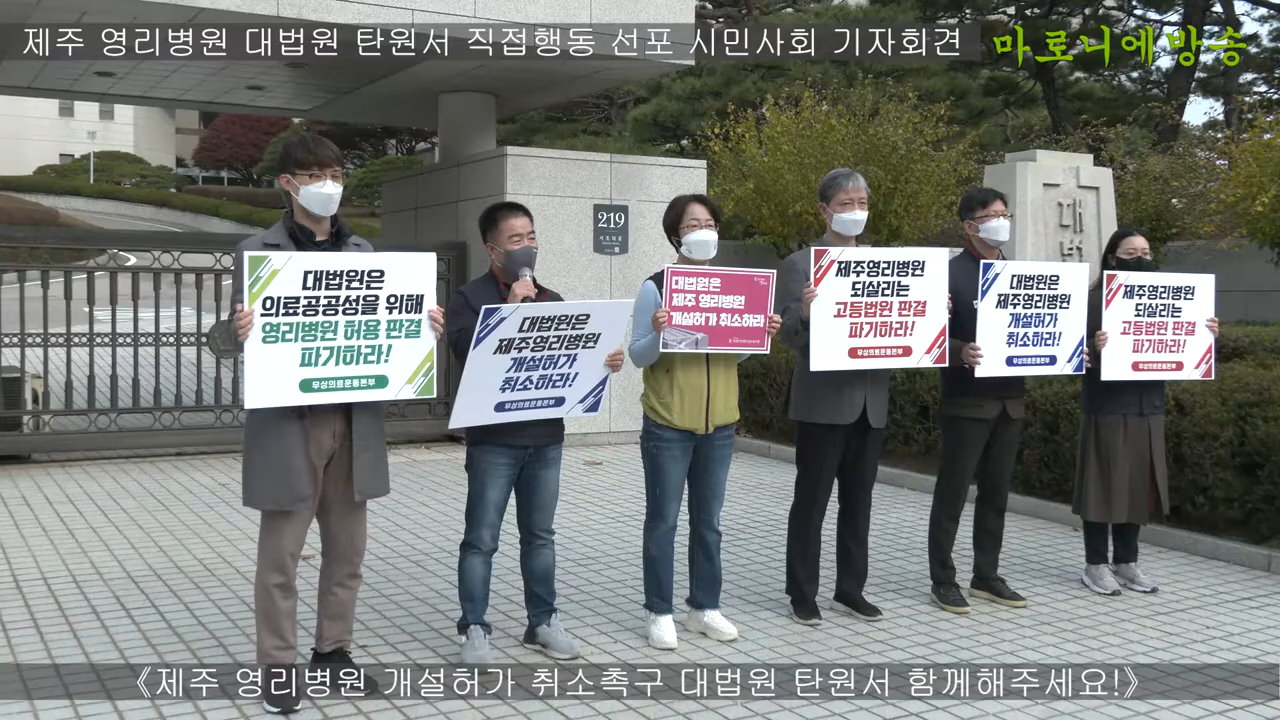 제주 영리병원 대법원 탄원서 직접행동 선포 시민사회 기자회견
마로니에방송
219
서초대로
대법
대법원은
의료공공성을 위해
영리병원 허용 판결
파기하라!
무상의료운동본부
대법원은
제주영리병원
개설허가
취소하라!
무상의료운동본부
대법원은
제주 영리병원
개설허가 취소하라
제주영리병원
되살리는
고등법원 판결
파기하라!
무상의료운동본부
대법원은
제주영리병원
개설허가
취소하라!
무상의료운동본부
제주영리병원
되살리는
고등법원 판결
파기하라!
무상의료운동본부
《제주 영리병원 개설허가 취소촉구 대법원 탄원서 함께해주세요!》